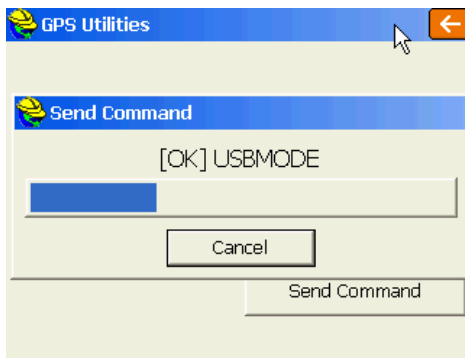 GPS Utilities
Send Command
[OK] USBMODE
Cancel
Send Command